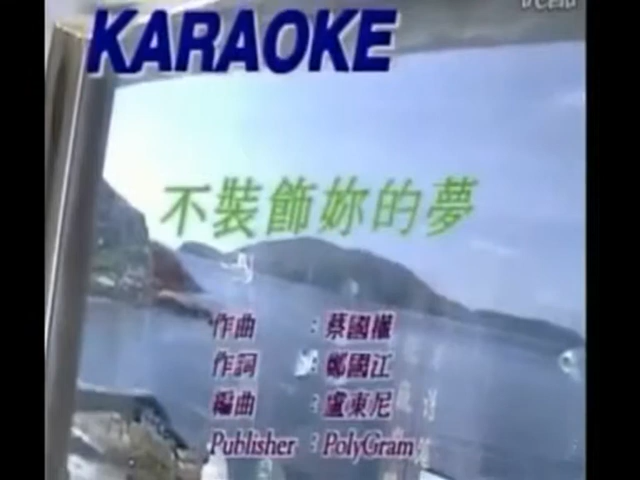 KARAOKE
不裝飾妳的夢
作曲 : 蔡國權
作詞 : 鄭國江
編曲 : 盧東尼
Publisher : PolyGram